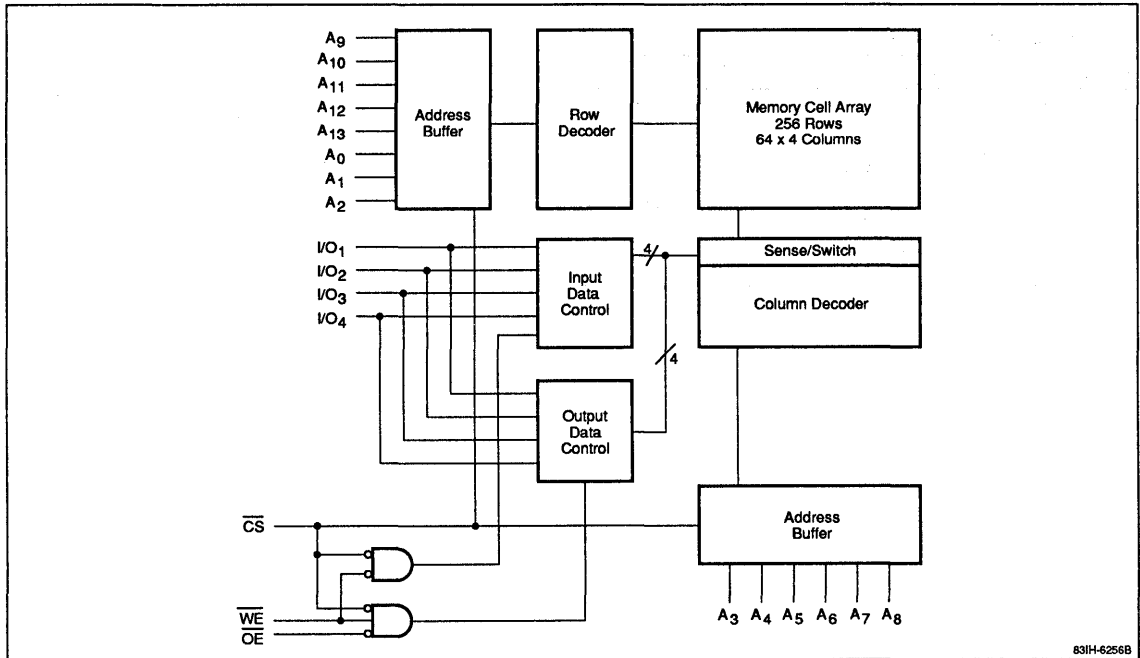 A9
A10
A11
A12
A13
A0
A1
A2
Address
Buffer
Row
Decoder
Memory Cell Array
256 Rows
64 x 4 Columns
I/O1
I/O2
I/O3
I/O4
Input
Data
Control
4
Sense/Switch
Column Decoder
4
Output
Data
Control
CS
WE
OE
Address
Buffer
A3 A4 A5 A6 A7 A8
83IH-6256B